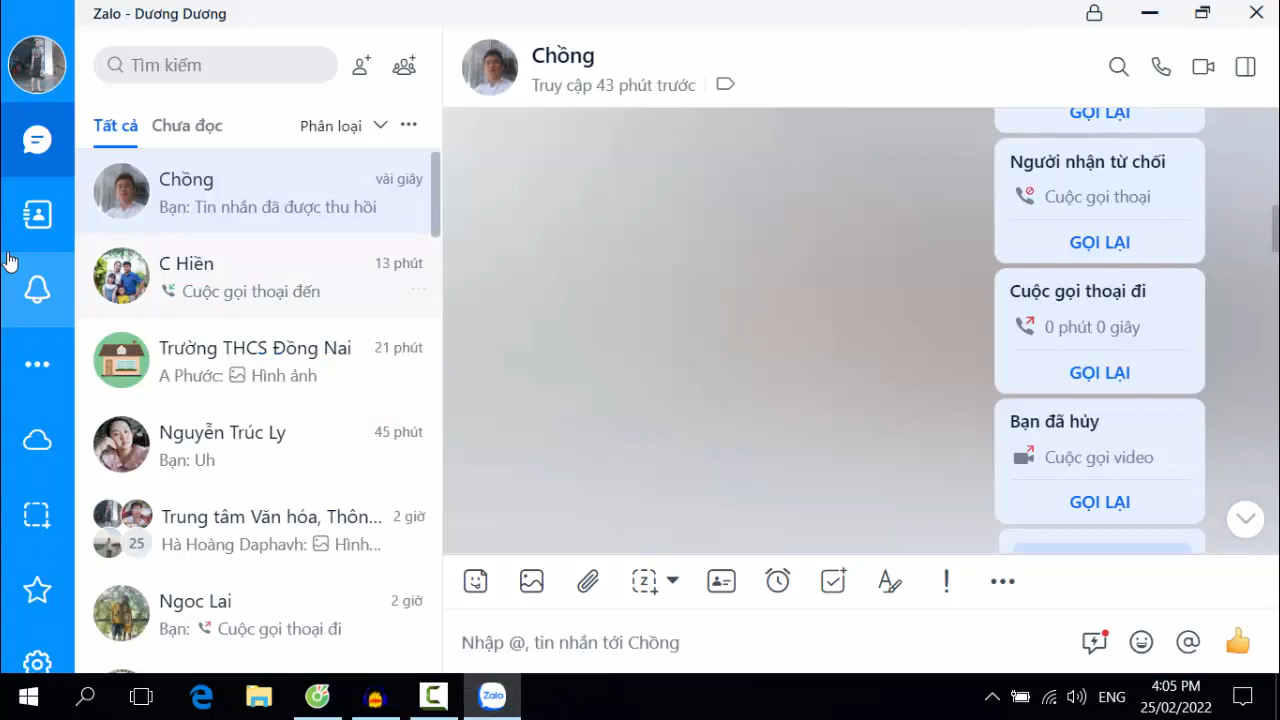 Zalo - Dương Dương
Tìm kiếm
Tất cả
Chưa đọc
Phân loại
Chồng
vài giây
Bạn: Tin nhắn đã được thu hồi
C Hiền
13 phút
Cuộc gọi thoại đến
Trường THCS Đồng Nai
21 phút
A Phước: Hình ảnh
Nguyễn Trúc Ly
45 phút
Bạn: Uh
25
Trung tâm Văn hóa, Thôn...
2 giờ
Hà Hoàng Daphavh: Hình...
Ngoc Lai
2 giờ
Bạn: Cuộc gọi thoại đi
Chồng
Truy cập 43 phút trước
GỌI LẠI
Người nhận từ chối
Cuộc gọi thoại
GỌI LẠI
Cuộc gọi thoại đi
0 phút 0 giây
GỌI LẠI
Bạn đã hủy
Cuộc gọi video
GỌI LẠI
Nhập @, tin nhắn tới Chồng
Zalo
ENG
4:05 PM
25/02/2022